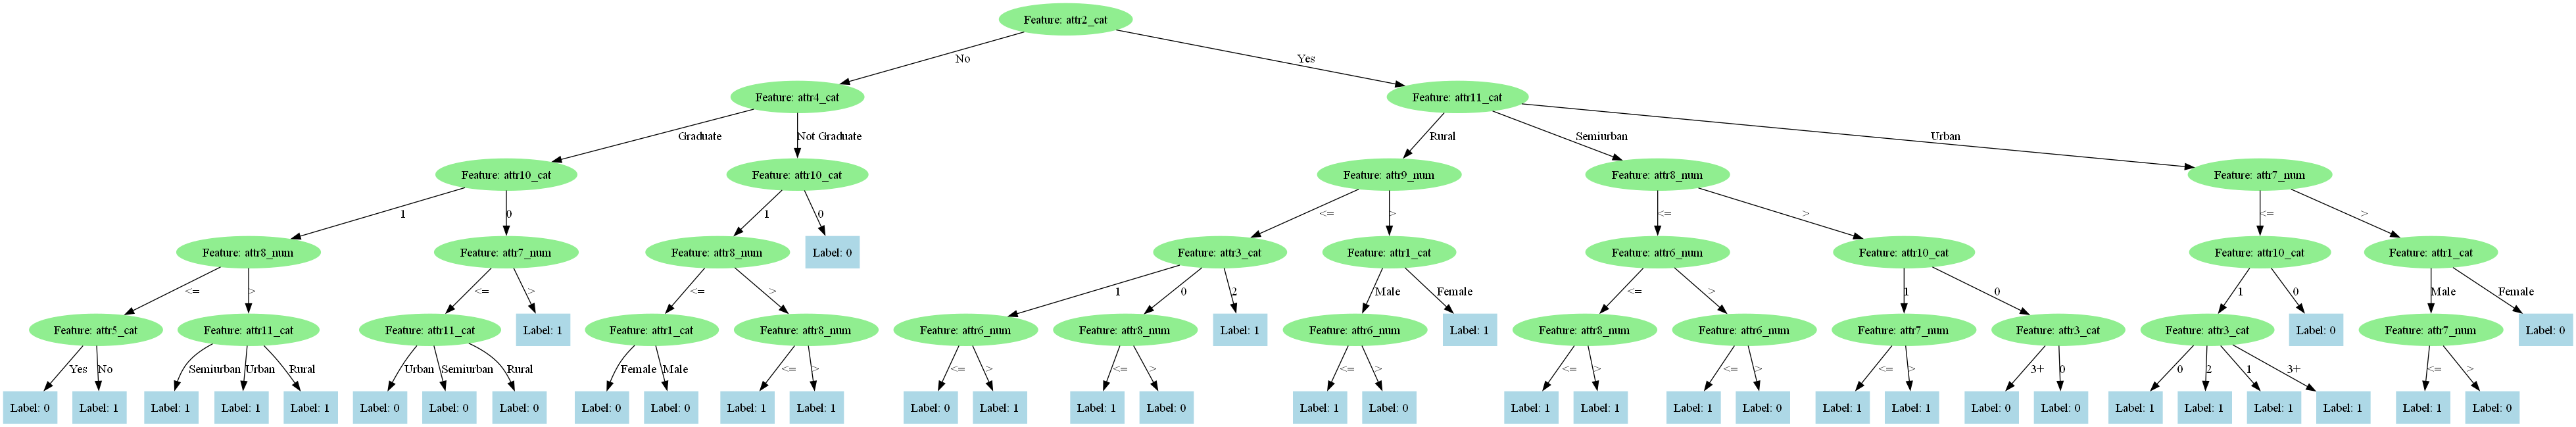 Feature: attr2_cat
No
Yes
Feature: attr4_cat
Feature: attr11_cat
Graduate
Not Graduate
Rural
Semiurban
Urban
Feature: attr10_cat
Feature: attr10_cat
Feature: attr9_num
Feature: attr8_num
Feature: attr7_num
1
0
1
0
<=
>
<=
>
<=
>
Feature: attr8_num
Feature: attr7_num
Feature: attr8_num
Label: 0
Feature: attr3_cat
Feature: attr1_cat
Feature: attr6_num
Feature: attr10_cat
Feature: attr10_cat
Feature: attr1_cat
<=
>
<=
>
<=
>
1
0
2
Male
Female
<=
>
1
0
1
0
Male
Female
Feature: attr5_cat
Feature: attr11_cat
Feature: attr11_cat
Label: 1
Feature: attr1_cat
Feature: attr8_num
Feature: attr6_num
Feature: attr8_num
Label: 1
Feature: attr6_num
Label: 1
Feature: attr8_num
Feature: attr6_num
Feature: attr7_num
Feature: attr3_cat
Feature: attr3_cat
Label: 0
Feature: attr7_num
Label: 0
Yes
No
Semiurban
Urban
Rural
Urban
Semiurban
Rural
Female
Male
<=
>
<=
>
<=
>
<=
>
<=
>
<=
>
<=
>
3+
0
0
2
1
3+
<=
>
Label: 0
Label: 1
Label: 1
Label: 1
Label: 1
Label: 0
Label: 0
Label: 0
Label: 0
Label: 0
Label: 1
Label: 1
Label: 0
Label: 1
Label: 1
Label: 0
Label: 1
Label: 0
Label: 1
Label: 1
Label: 1
Label: 0
Label: 1
Label: 1
Label: 0
Label: 0
Label: 1
Label: 1
Label: 1
Label: 1
Label: 1
Label: 0